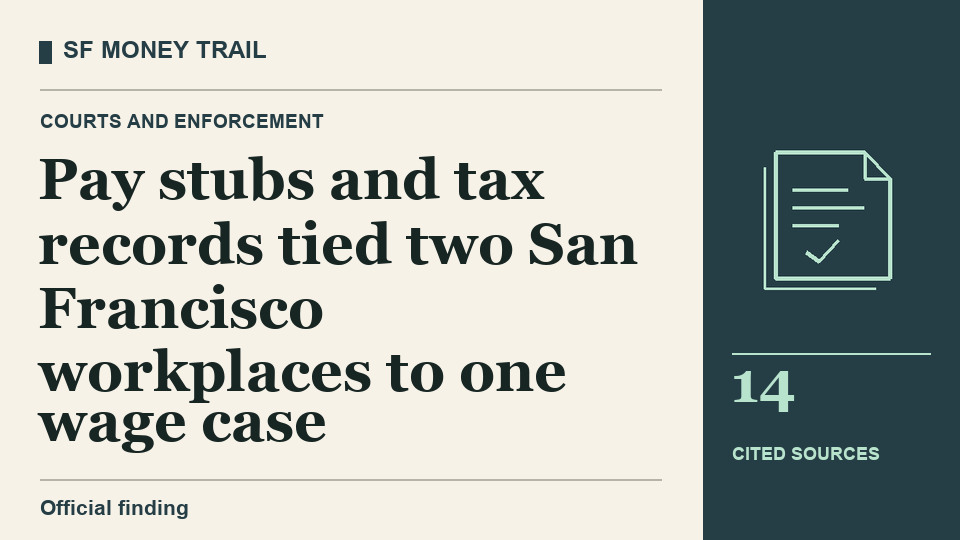 SF MONEY TRAIL
COURTS AND ENFORCEMENT
Pay stubs and tax
records tied two San
Francisco
workplaces to one
wage case
Official finding
14
CITED SOURCES